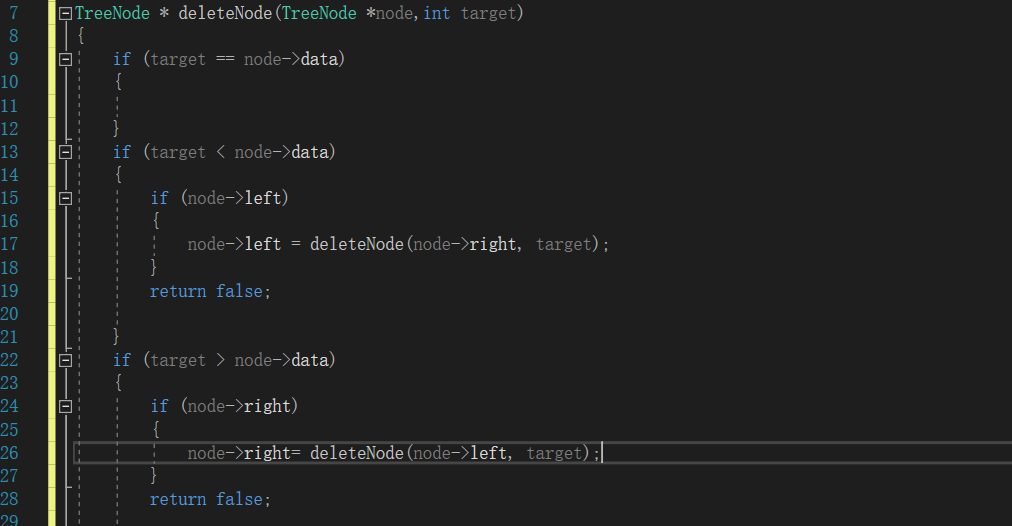 7 TreeNode * deleteNode(TreeNode *node,int target)
8 {
9 if (target == node->data)
10 {
11
12 }
13 if (target < node->data)
14 {
15 if (node->left)
16 {
17 node->left = deleteNode(node->right, target);
18 }
19 return false;
20
21 }
22 if (target > node->data)
23 {
24 if (node->right)
25 {
26 node->right= deleteNode(node->left, target);
27 }
28 return false;
29